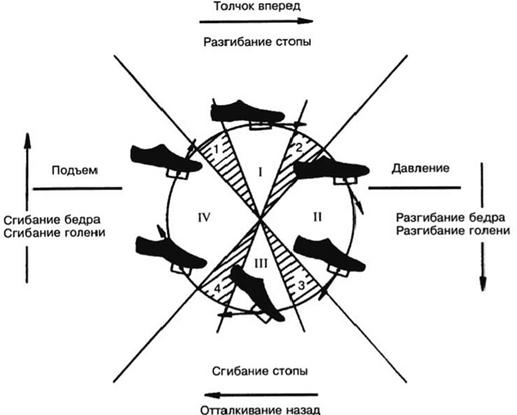 Толчок вперед
Разгибание стопы
1
I
2
Подъем
Давление
Сгибание бедра
Сгибание голени
IV
II
Разгибание бедра
Разгибание голени
III
4
3
Сгибание стопы
Отталкивание назад